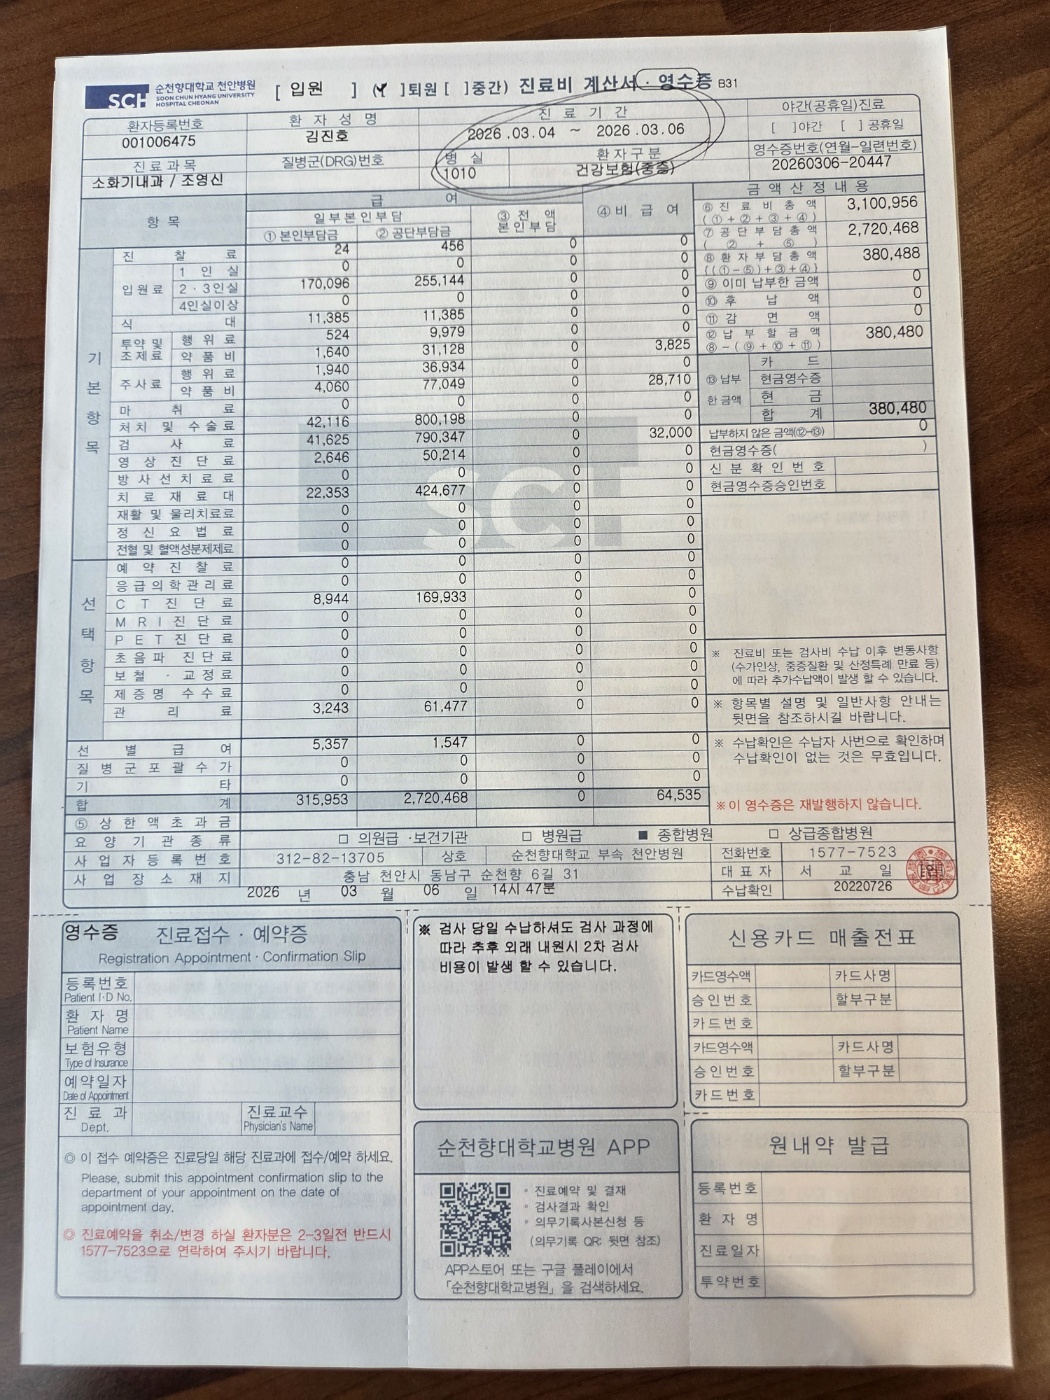 SCH 순천향대학교 천안병원
SOON CHUN HYANG UNIVERSITY
HOSPITAL CHEONAN
[ 입원 ] (✔ ]퇴원 [ ]중간) 진료비 계산서 · 영수증 B31
환자등록번호 환자성명 진료기간 야간(공휴일)진료
001006475 김진호 2026.03.04 ~ 2026.03.06 [ ]야간 [ ]공휴일
진료과목 질병군(DRG)번호 병실 환자구분 영수증번호(연월-일련번호)
소화기내과 / 조영신 1010 건강보험(중증) 20260306-20447
항목 급여 ④비급여 금액산정내용
일부본인부담 ③전액본인부담
①본인부담금 ②공단부담금
기본항목
진찰료 24 456 0 0
입원료 1인실 0 0 0 0
2·3인실 170,096 255,144 0 0
4인실이상 0 0 0 0
식대 11,385 11,385 0 0
투약 및 조제료 행위료 524 9,979 0 0
약품비 1,640 31,128 0 3,825
주사료 행위료 1,940 36,934 0 0
약품비 4,060 77,049 0 28,710
마취료 0 0 0 0
처치 및 수술료 42,116 800,198 0 0
검사료 41,625 790,347 0 32,000
영상진단료 2,646 50,214 0 0
방사선치료료 0 0 0 0
치료재료대 22,353 424,677 0 0
재활 및 물리치료료 0 0 0 0
정신요법료 0 0 0 0
전혈 및 혈액성분제제료 0 0 0 0
선택항목
예약진찰료 0 0 0 0
응급의학관리료 0 0 0 0
CT진단료 8,944 169,933 0 0
MRI진단료 0 0 0 0
PET진단료 0 0 0 0
초음파 진단료 0 0 0 0
보철·교정료 0 0 0 0
제증명 수수료 0 0 0 0
관리료 3,243 61,477 0 0
선별급여 5,357 1,547 0 0
질병군포괄수가 0 0 0 0
기타 0 0 0 0
합계 315,953 2,720,468 0 64,535
⑤상한액초과금
⑥진료비총액 3,100,956
(①+②+③+④)
⑦공단부담총액 2,720,468
(②+⑤)
⑧환자부담총액 380,488
((①-⑤)+③+④)
⑨이미 납부한 금액 0
⑩후납액 0
⑪감면액 0
⑫납부할금액 380,480
⑧-(⑨+⑩+⑪)
⑬납부한 금액
카드
현금영수증
현금
합계 380,480
납부하지 않은 금액(⑫-⑬) 0
현금영수증( )
신분확인번호
현금영수증승인번호
※ 진료비 또는 검사비 수납 이후 변동사항
(수가인상, 중증질환 및 산정특례 만료 등)
에 따라 추가수납액이 발생 할 수 있습니다.
※ 항목별 설명 및 일반사항 안내는
뒷면을 참조하시길 바랍니다.
※ 수납확인은 수납자 사번으로 확인하며
수납확인이 없는 것은 무효입니다.
※이 영수증은 재발행하지 않습니다.
요양기관종류 □ 의원급·보건기관 □ 병원급 ■ 종합병원 □ 상급종합병원
사업자등록번호 312-82-13705 상호 순천향대학교 부속 천안병원 전화번호 1577-7523
사업장소재지 충남 천안시 동남구 순천향 6길 31 대표자 서교일
2026 년 03 월 06 일 14시 47분 수납확인 20220726
영수증 진료접수·예약증
Registration Appointment·Confirmation Slip
등록번호
Patient I·D No.
환자명
Patient Name
보험유형
Type of Insurance
예약일자
Date of Appointment
진료과 진료교수
Dept. Physician's Name
◎ 이 접수 예약증은 진료당일 해당 진료과에 접수/예약 하세요.
Please, submit this appointment confirmation slip to the
department of your appointment on the date of
appointment day.
◎ 진료예약을 취소/변경 하실 환자분은 2-3일전 반드시
1577-7523으로 연락하여 주시기 바랍니다.
※ 검사 당일 수납하셔도 검사 과정에
따라 추후 외래 내원시 2차 검사
비용이 발생 할 수 있습니다.
순천향대학교병원 APP
• 진료예약 및 결재
• 검사결과 확인
• 의무기록사본신청 등
(의무기록 QR: 뒷면 참조)
APP스토어 또는 구글 플레이에서
「순천향대학교병원」을 검색하세요.
신용카드 매출전표
카드영수액 카드사명
승인번호 할부구분
카드번호
카드영수액 카드사명
승인번호 할부구분
카드번호
원내약 발급
등록번호
환자명
진료일자
투약번호